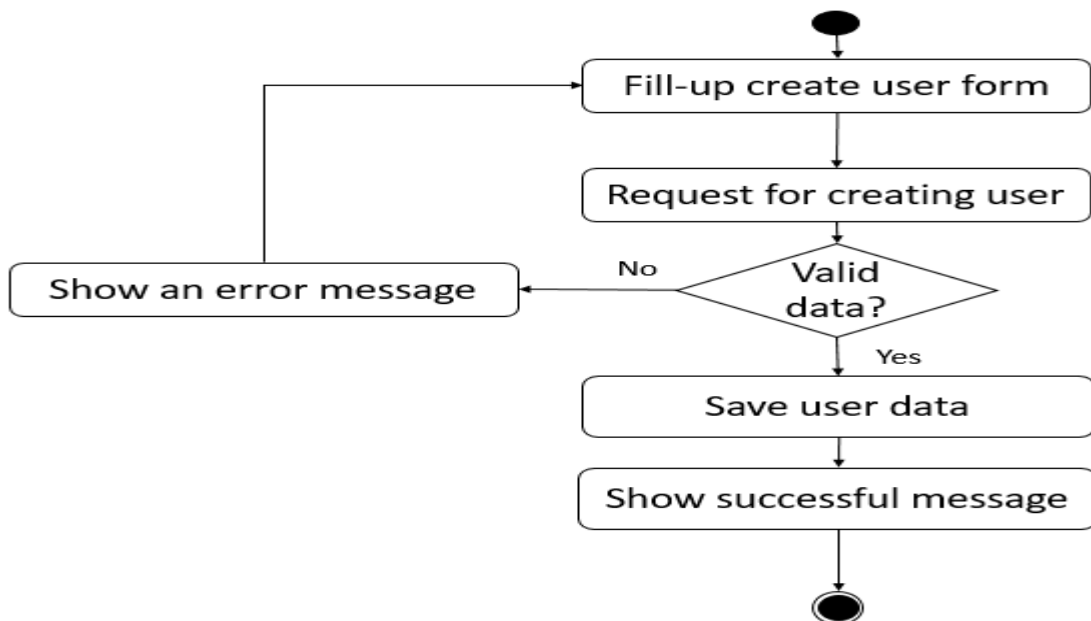 Fill-up create user form
Request for creating user
Valid
data?
No
Show an error message
Yes
Save user data
Show successful message